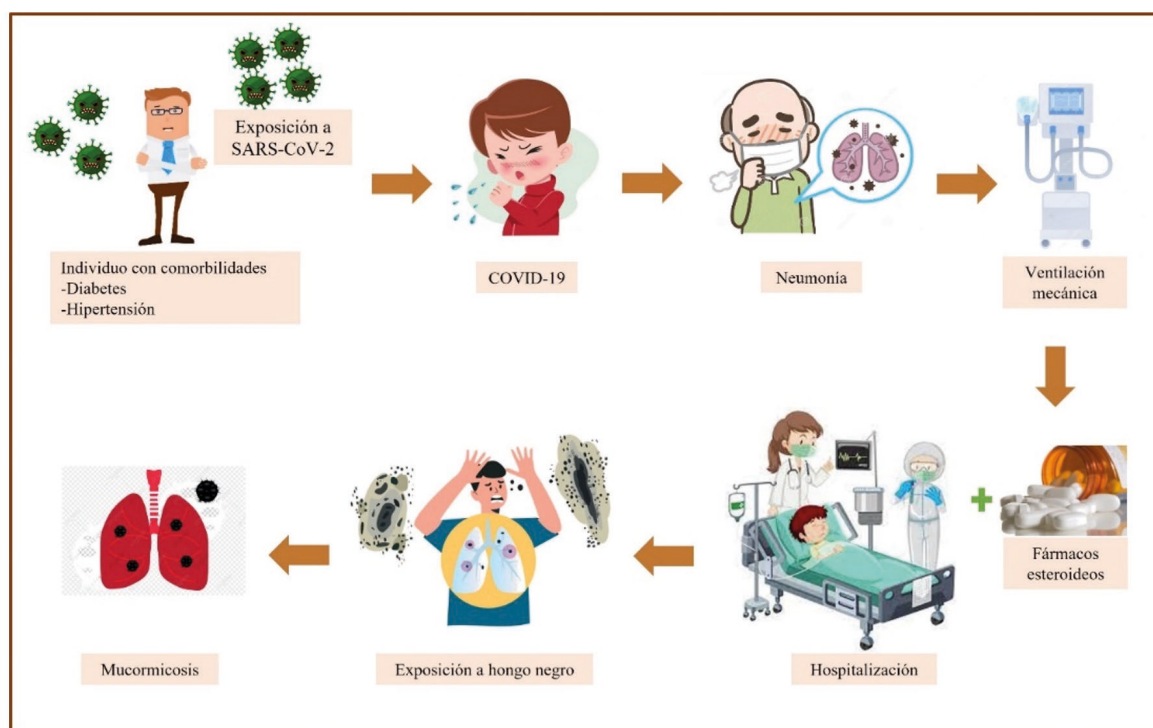 Exposición a
SARS-CoV-2
Individuo con comorbilidades
-Diabetes
-Hipertensión
COVID-19
Neumonía
Ventilación
mecánica
Fármacos
esteroideos
Hospitalización
Exposición a hongo negro
Mucormicosis